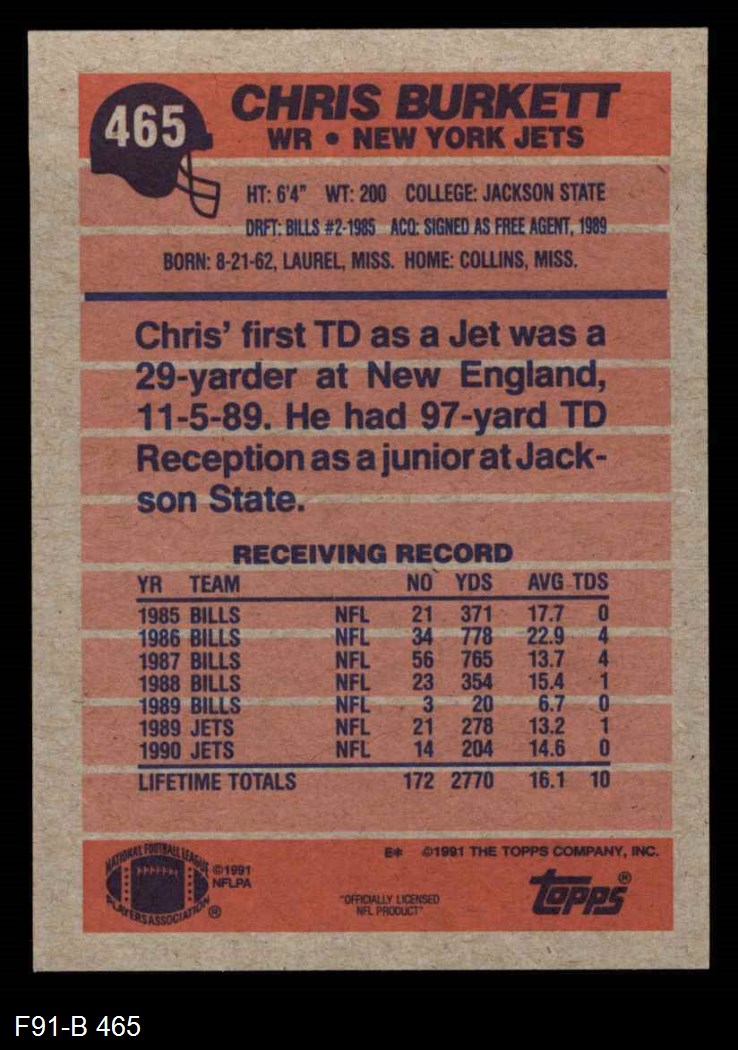 465
CHRIS BURKETT
WR • NEW YORK JETS
HT: 6'4" WT: 200 COLLEGE: JACKSON STATE
DRFT: BILLS #2-1985 ACQ: SIGNED AS FREE AGENT, 1989
BORN: 8-21-62, LAUREL, MISS. HOME: COLLINS, MISS.
Chris' first TD as a Jet was a
29-yarder at New England,
11-5-89. He had 97-yard TD
Reception as a junior at Jack-
son State.
RECEIVING RECORD
YR TEAM NO YDS AVG TDS
1985 BILLS NFL 21 371 17.7 0
1986 BILLS NFL 34 778 22.9 4
1987 BILLS NFL 56 765 13.7 4
1988 BILLS NFL 23 354 15.4 1
1989 BILLS NFL 3 20 6.7 0
1989 JETS NFL 21 278 13.2 1
1990 JETS NFL 14 204 14.6 0
LIFETIME TOTALS 172 2770 16.1 10
NATIONAL FOOTBALL LEAGUE
PLAYERS ASSOCIATION ®
©1991
NFLPA
E* ©1991 THE TOPPS COMPANY, INC.
"OFFICIALLY LICENSED
NFL PRODUCT"
Topps®
F91-B 465